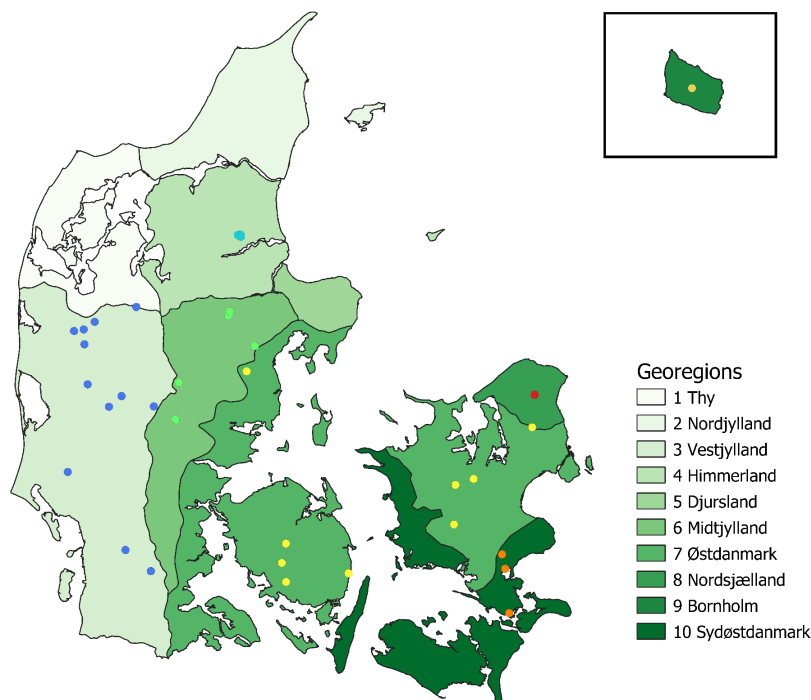 Georegions
1 Thy
2 Nordjylland
3 Vestjylland
4 Himmerland
5 Djursland
6 Midtjylland
7 Østdanmark
8 Nordsjælland
9 Bornholm
10 Sydøstdanmark